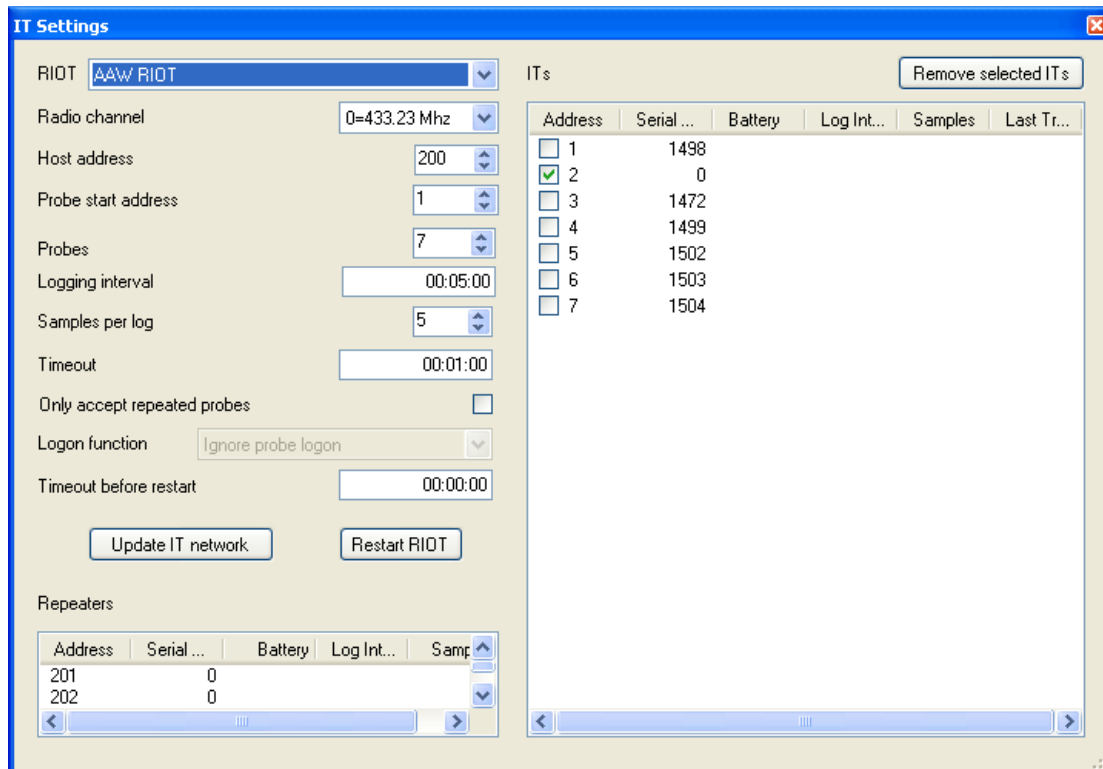 IT Settings
RIOT AAW RIOT
Radio channel 0=433.23 Mhz
Host address 200
Probe start address 1
Probes 7
Logging interval 00:05:00
Samples per log 5
Timeout 00:01:00
Only accept repeated probes
Logon function Ignore probe logon
Timeout before restart 00:00:00
Update IT network Restart RIOT
Repeaters
Address Serial ... Battery Log Int... Samp
201 0
202 0
ITs Remove selected ITs
Address Serial ... Battery Log Int... Samples Last Tr...
1 1498
2 0
3 1472
4 1499
5 1502
6 1503
7 1504